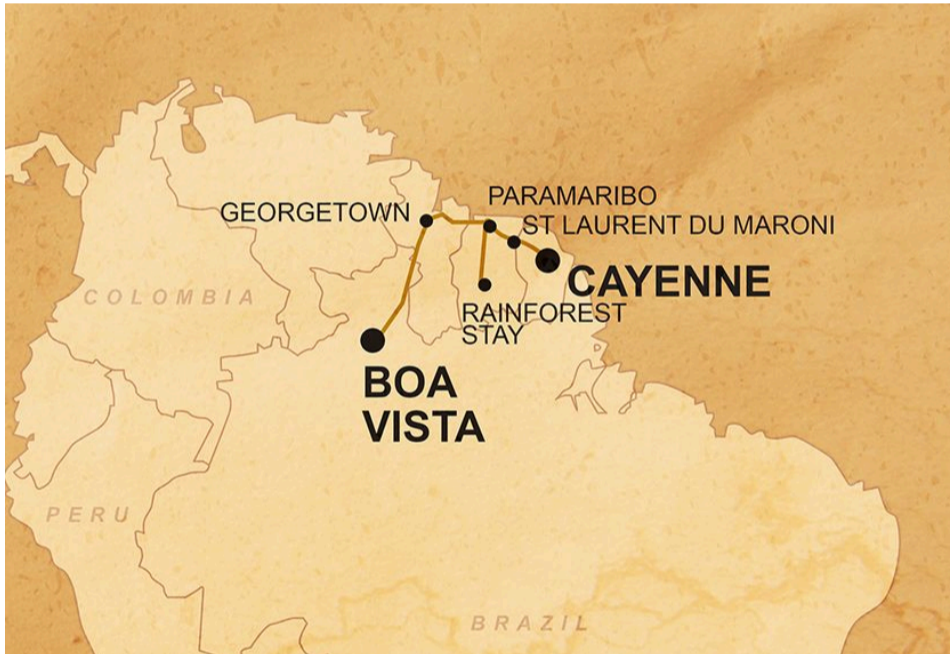 PARAMARIBO
GEORGETOWN
ST LAURENT DU MARONI
CAYENNE
COLOMBIA
RAINFOREST
STAY
BOA
VISTA
PERU
BRAZIL